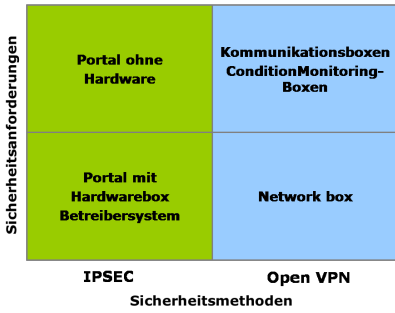 Sicherheitsanforderungen
Portal ohne
Hardware
Kommunikationsboxen
ConditionMonitoring-
Boxen
Portal mit
Hardwarebox
Betreibersystem
Network box
IPSEC
Open VPN
Sicherheitsmethoden